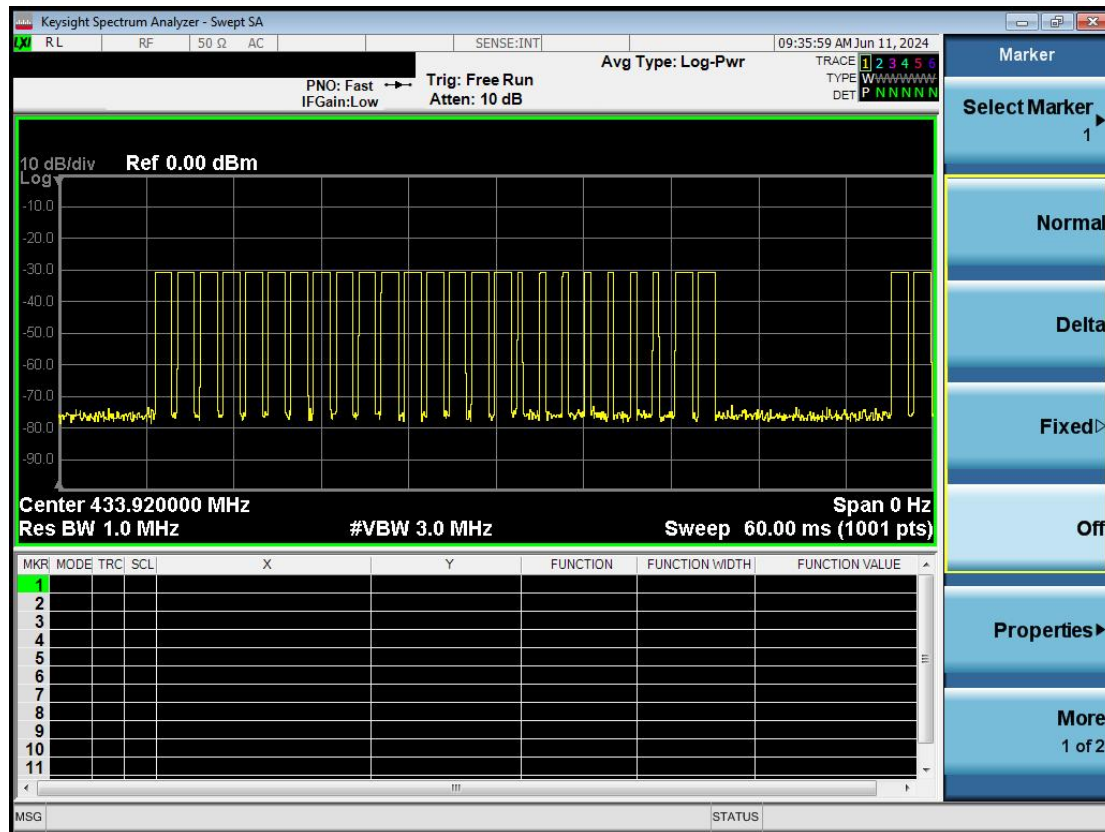 Keysight Spectrum Analyzer - Swept SA
LXI RL RF 50 Ω AC SENSE:INT 09:35:59 AM Jun 11, 2024
Avg Type: Log-Pwr
PNO: Fast
IFGain:Low
Trig: Free Run
Atten: 10 dB
TRACE 1 2 3 4 5 6
TYPE WWWWWWW
DET P N N N N N
10 dB/div Ref 0.00 dBm
Log
-10.0
-20.0
-30.0
-40.0
-50.0
-60.0
-70.0
-80.0
-90.0
Center 433.920000 MHz Span 0 Hz
Res BW 1.0 MHz #VBW 3.0 MHz Sweep 60.00 ms (1001 pts)
MKR MODE TRC SCL X Y FUNCTION FUNCTION WIDTH FUNCTION VALUE
1
2
3
4
5
6
7
8
9
10
11
MSG STATUS
Marker
Select Marker
1
Normal
Delta
Fixed
Off
Properties
More
1 of 2